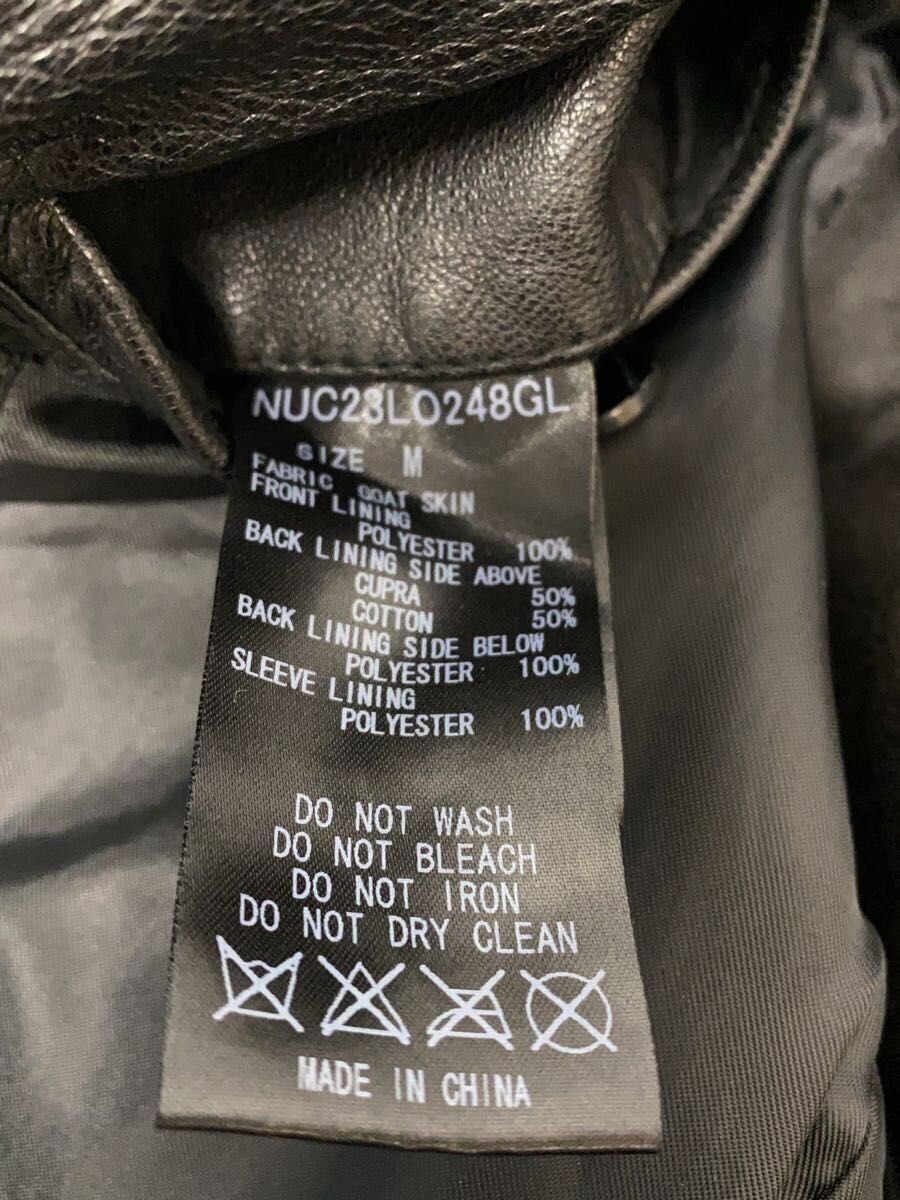 NUC23LO248GL
SIZE M
FABRIC GOAT SKIN
FRONT LINING
POLYESTER 100%
BACK LINING SIDE ABOVE
CUPRA 50%
COTTON 50%
BACK LINING SIDE BELOW
POLYESTER 100%
SLEEVE LINING
POLYESTER 100%
DO NOT WASH
DO NOT BLEACH
DO NOT IRON
DO NOT DRY CLEAN
MADE IN CHINA